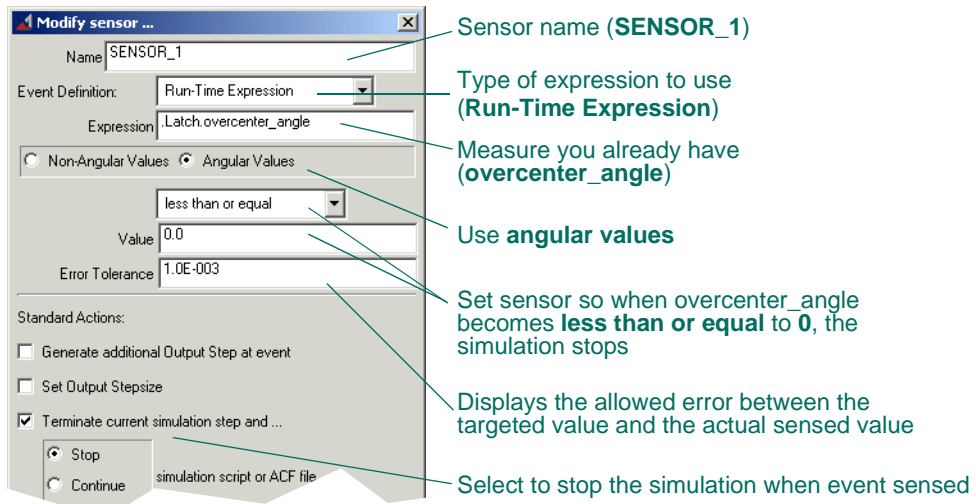 Modify sensor ...
Name SENSOR_1
Event Definition: Run-Time Expression
Expression .Latch.overcenter_angle
Non-Angular Values Angular Values
less than or equal
Value 0.0
Error Tolerance 1.0E-003
Standard Actions:
Generate additional Output Step at event
Set Output Stepsize
Terminate current simulation step and ...
Stop
Continue
simulation script or ACF file
Sensor name (SENSOR_1)
Type of expression to use
(Run-Time Expression)
Measure you already have
(overcenter_angle)
Use angular values
Set sensor so when overcenter_angle
becomes less than or equal to 0, the
simulation stops
Displays the allowed error between the
targeted value and the actual sensed value
Select to stop the simulation when event sensed